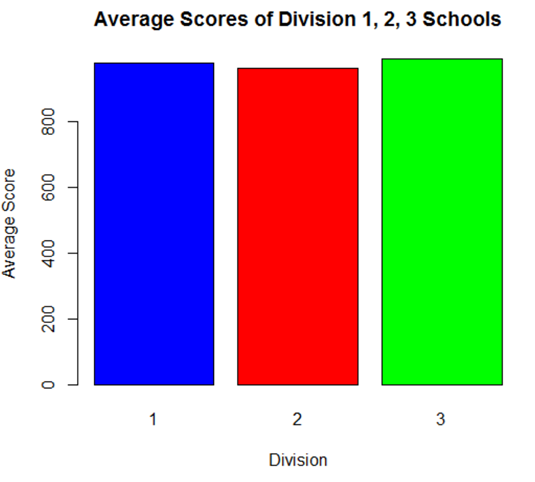 Average Scores of Division 1, 2, 3 Schools
Average Score
800
600
400
200
0
1 2 3
Division